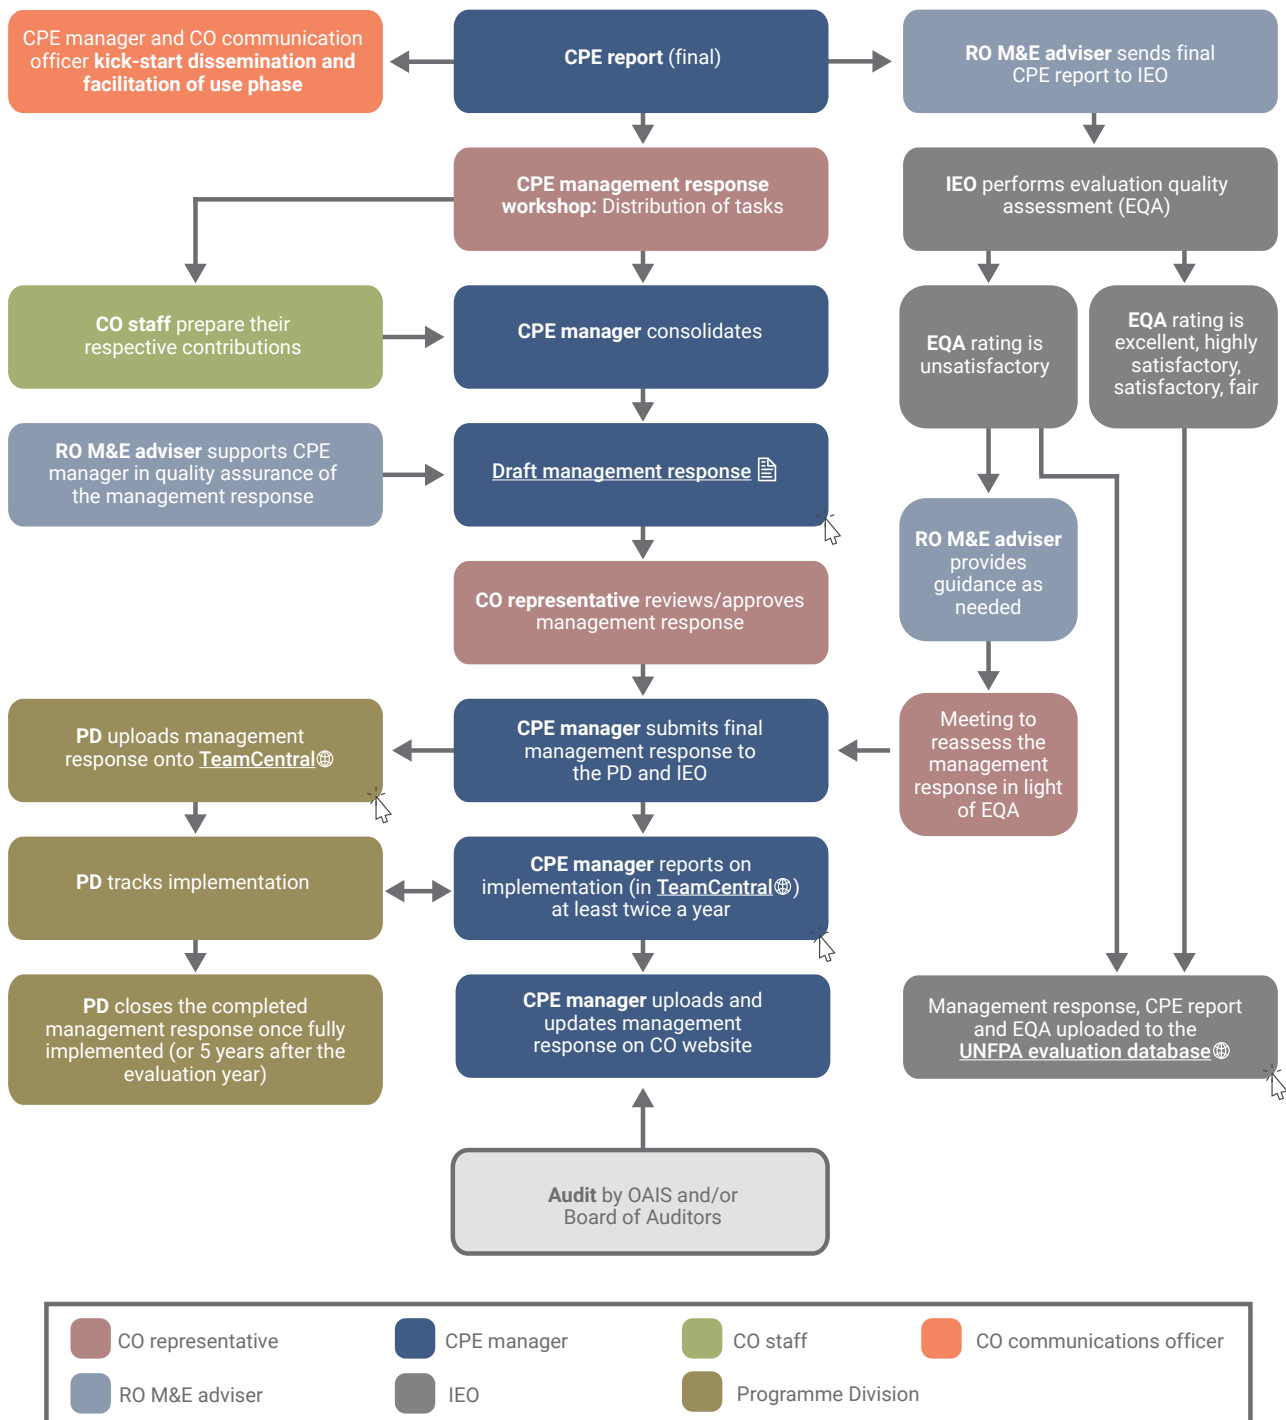 CPE manager and CO communication
officer kick-start dissemination and
facilitation of use phase
CPE report (final)
RO M&E adviser sends final
CPE report to IEO
CPE management response
workshop: Distribution of tasks
IEO performs evaluation quality
assessment (EQA)
CO staff prepare their
respective contributions
CPE manager consolidates
EQA rating is
unsatisfactory
EQA rating is
excellent, highly
satisfactory,
satisfactory, fair
RO M&E adviser supports CPE
manager in quality assurance of
the management response
Draft management response
RO M&E adviser
provides
guidance as
needed
CO representative reviews/approves
management response
PD uploads management
response onto TeamCentral
CPE manager submits final
management response to
the PD and IEO
Meeting to
reassess the
management
response in light
of EQA
PD tracks implementation
CPE manager reports on
implementation (in TeamCentral)
at least twice a year
PD closes the completed
management response once fully
implemented (or 5 years after the
evaluation year)
CPE manager uploads and
updates management
response on CO website
Management response, CPE report
and EQA uploaded to the
UNFPA evaluation database
Audit by OAIS and/or
Board of Auditors
CO representative
CPE manager
CO staff
CO communications officer
RO M&E adviser
IEO
Programme Division